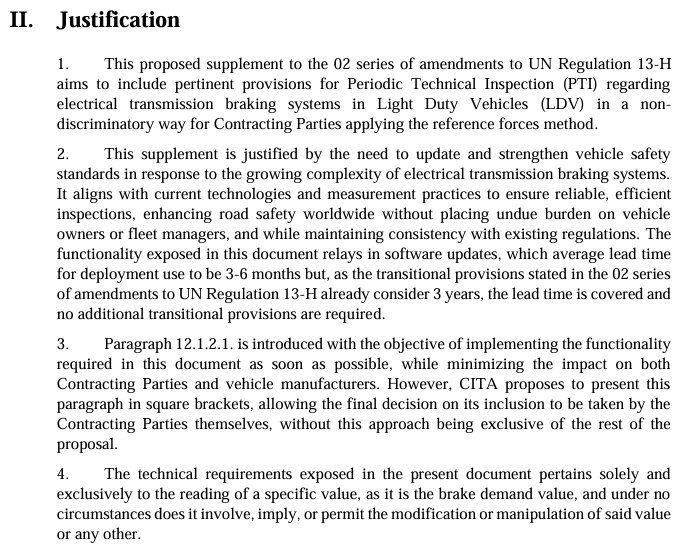 II. Justification
1. This proposed supplement to the 02 series of amendments to UN Regulation 13-H
aims to include pertinent provisions for Periodic Technical Inspection (PTI) regarding
electrical transmission braking systems in Light Duty Vehicles (LDV) in a non-
discriminatory way for Contracting Parties applying the reference forces method.
2. This supplement is justified by the need to update and strengthen vehicle safety
standards in response to the growing complexity of electrical transmission braking systems.
It aligns with current technologies and measurement practices to ensure reliable, efficient
inspections, enhancing road safety worldwide without placing undue burden on vehicle
owners or fleet managers, and while maintaining consistency with existing regulations. The
functionality exposed in this document relays in software updates, which average lead time
for deployment use to be 3-6 months but, as the transitional provisions stated in the 02 series
of amendments to UN Regulation 13-H already consider 3 years, the lead time is covered and
no additional transitional provisions are required.
3. Paragraph 12.1.2.1. is introduced with the objective of implementing the functionality
required in this document as soon as possible, while minimizing the impact on both
Contracting Parties and vehicle manufacturers. However, CITA proposes to present this
paragraph in square brackets, allowing the final decision on its inclusion to be taken by the
Contracting Parties themselves, without this approach being exclusive of the rest of the
proposal.
4. The technical requirements exposed in the present document pertains solely and
exclusively to the reading of a specific value, as it is the brake demand value, and under no
circumstances does it involve, imply, or permit the modification or manipulation of said value
or any other.